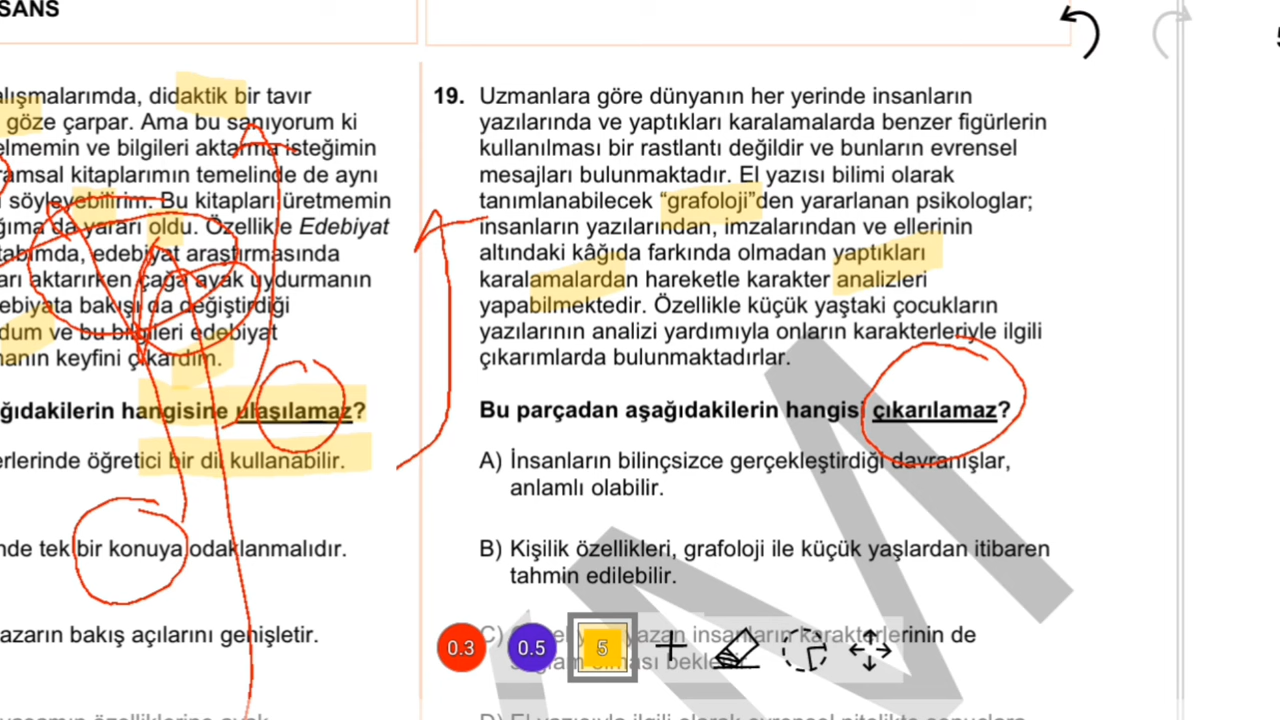 SANS
alışmalarımda, didaktik bir tavır
göze çarpar. Ama bu sanıyorum ki
elmemin ve bilgileri aktarma isteğimin
ramsal kitaplarımın temelinde de aynı
söyleyebilirim. Bu kitapları üretmemin
ğıma da yararı oldu. Özellikle Edebiyat
tabımda, edebiyat araştırmasında
arı aktarırken çağa ayak uydurmanın
ebiyata bakışı da değiştirdiği
dum ve bu bilgileri edebiyat
manın keyfini çıkardım.
ğıdakilerin hangisine ulaşılamaz?
erlerinde öğretici bir dil kullanabilir.
nde tek bir konuya odaklanmalıdır.
azarın bakış açılarını genişletir.
19. Uzmanlara göre dünyanın her yerinde insanların
yazılarında ve yaptıkları karalamalarda benzer figürlerin
kullanılması bir rastlantı değildir ve bunların evrensel
mesajları bulunmaktadır. El yazısı bilimi olarak
tanımlanabilecek “grafoloji”den yararlanan psikologlar;
insanların yazılarından, imzalarından ve ellerinin
altındaki kâğıda farkında olmadan yaptıkları
karalamalardan hareketle karakter analizleri
yapabilmektedir. Özellikle küçük yaştaki çocukların
yazılarının analizi yardımıyla onların karakterleriyle ilgili
çıkarımlarda bulunmaktadırlar.
Bu parçadan aşağıdakilerin hangisi çıkarılamaz?
A) İnsanların bilinçsizce gerçekleştirdiği davranışlar,
anlamlı olabilir.
B) Kişilik özellikleri, grafoloji ile küçük yaşlardan itibaren
tahmin edilebilir.
C) yazan insanların karakterlerinin de
0.3 0.5 5